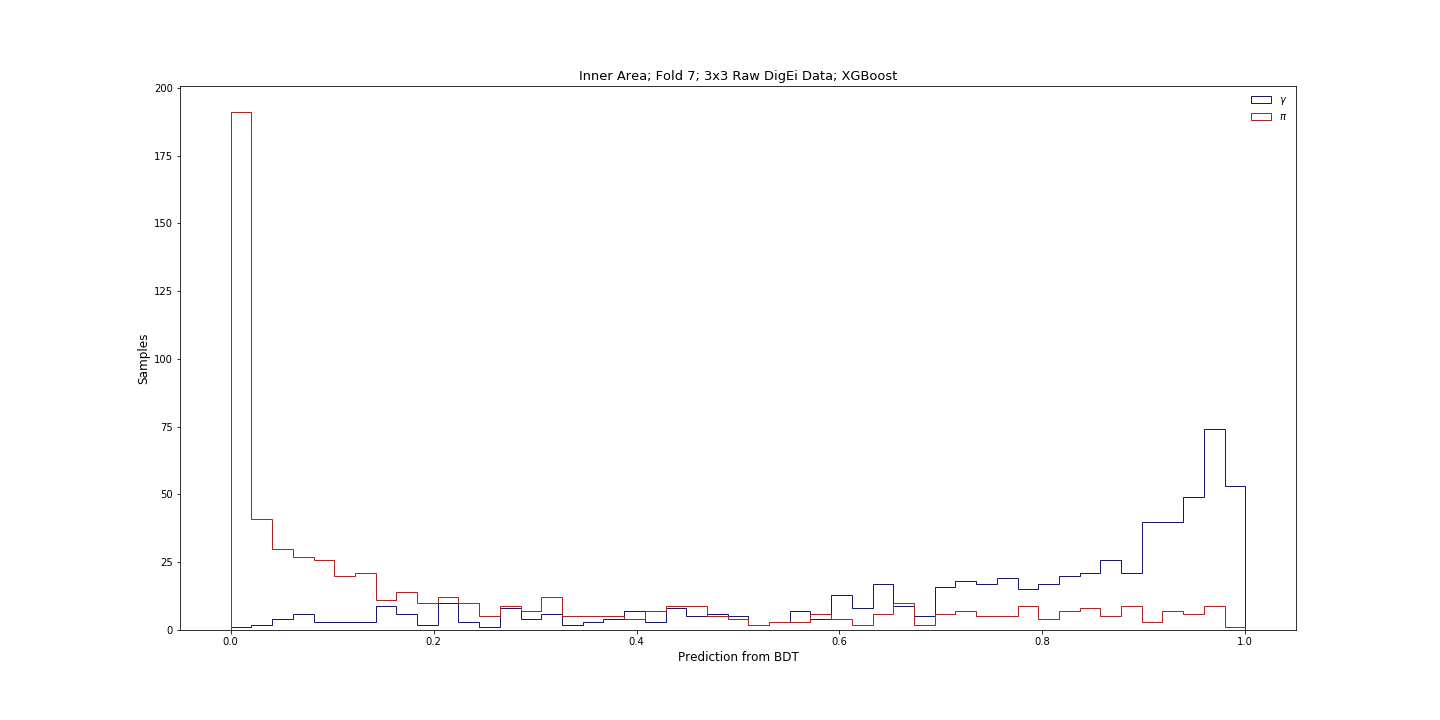 Inner Area; Fold 7; 3x3 Raw DigEi Data; XGBoost
γ
π
200
175
150
125
100
75
50
25
0
Samples
0.0 0.2 0.4 0.6 0.8 1.0
Prediction from BDT